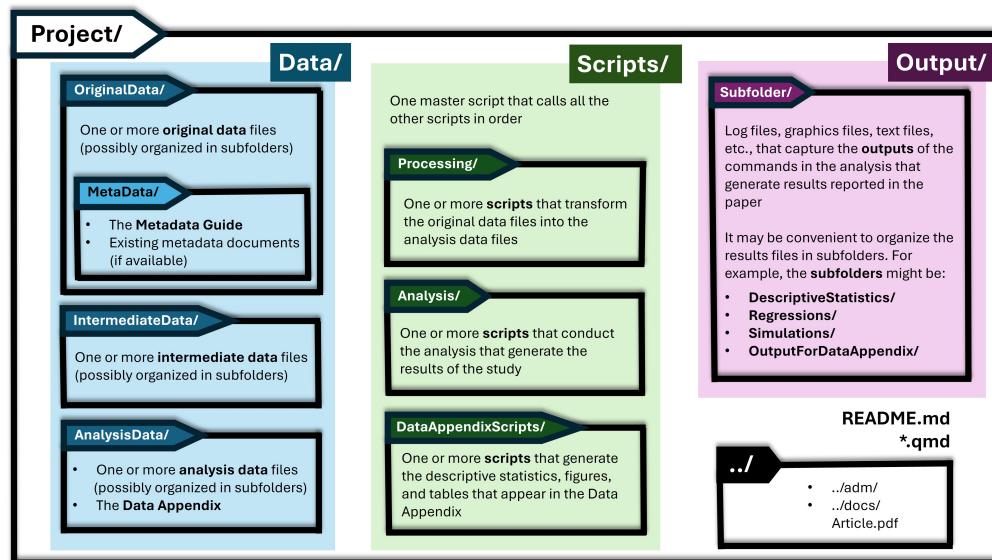 Project/
Data/
OriginalData/
One or more original data files
(possibly organized in subfolders)
MetaData/
• The Metadata Guide
• Existing metadata documents
(if available)
IntermediateData/
One or more intermediate data files
(possibly organized in subfolders)
AnalysisData/
• One or more analysis data files
(possibly organized in subfolders)
• The Data Appendix
Scripts/
One master script that calls all the
other scripts in order
Processing/
One or more scripts that transform
the original data files into the
analysis data files
Analysis/
One or more scripts that conduct
the analysis that generate the
results of the study
DataAppendixScripts/
One or more scripts that generate
the descriptive statistics, figures,
and tables that appear in the Data
Appendix
Output/
Subfolder/
Log files, graphics files, text files,
etc., that capture the outputs of the
commands in the analysis that
generate results reported in the
paper
It may be convenient to organize the
results files in subfolders. For
example, the subfolders might be:
• DescriptiveStatistics/
• Regressions/
• Simulations/
• OutputForDataAppendix/
README.md
*.qmd
../
• ../adm/
• ../docs/
Article.pdf